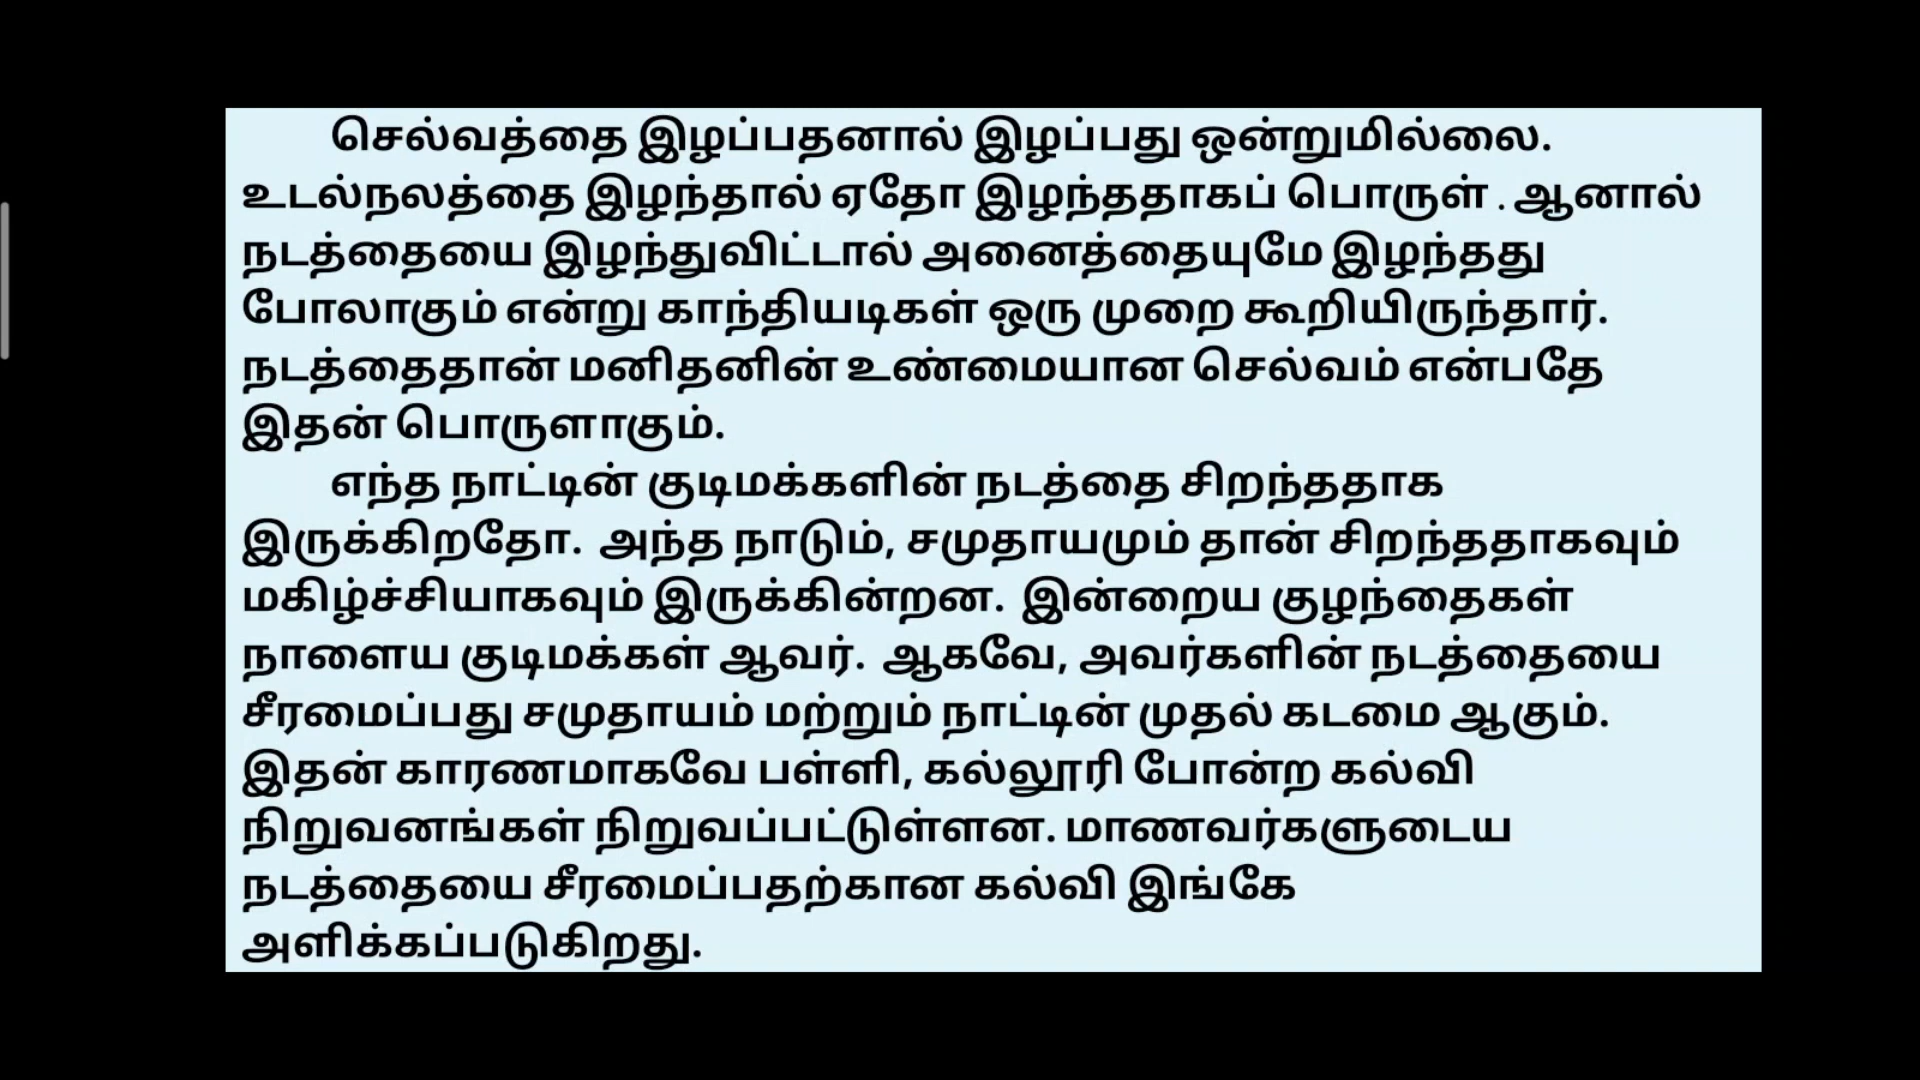 செல்வத்தை இழப்பதனால் இழப்பது ஒன்றுமில்லை.
உடல்நலத்தை இழந்தால் ஏதோ இழந்ததாகப் பொருள் . ஆனால்
நடத்தையை இழந்துவிட்டால் அனைத்தையுமே இழந்தது
போலாகும் என்று காந்தியடிகள் ஒரு முறை கூறியிருந்தார்.
நடத்தைதான் மனிதனின் உண்மையான செல்வம் என்பதே
இதன் பொருளாகும்.
எந்த நாட்டின் குடிமக்களின் நடத்தை சிறந்ததாக
இருக்கிறதோ. அந்த நாடும், சமுதாயமும் தான் சிறந்ததாகவும்
மகிழ்ச்சியாகவும் இருக்கின்றன. இன்றைய குழந்தைகள்
நாளைய குடிமக்கள் ஆவர். ஆகவே, அவர்களின் நடத்தையை
சீரமைப்பது சமுதாயம் மற்றும் நாட்டின் முதல் கடமை ஆகும்.
இதன் காரணமாகவே பள்ளி, கல்லூரி போன்ற கல்வி
நிறுவனங்கள் நிறுவப்பட்டுள்ளன. மாணவர்களுடைய
நடத்தையை சீரமைப்பதற்கான கல்வி இங்கே
அளிக்கப்படுகிறது.